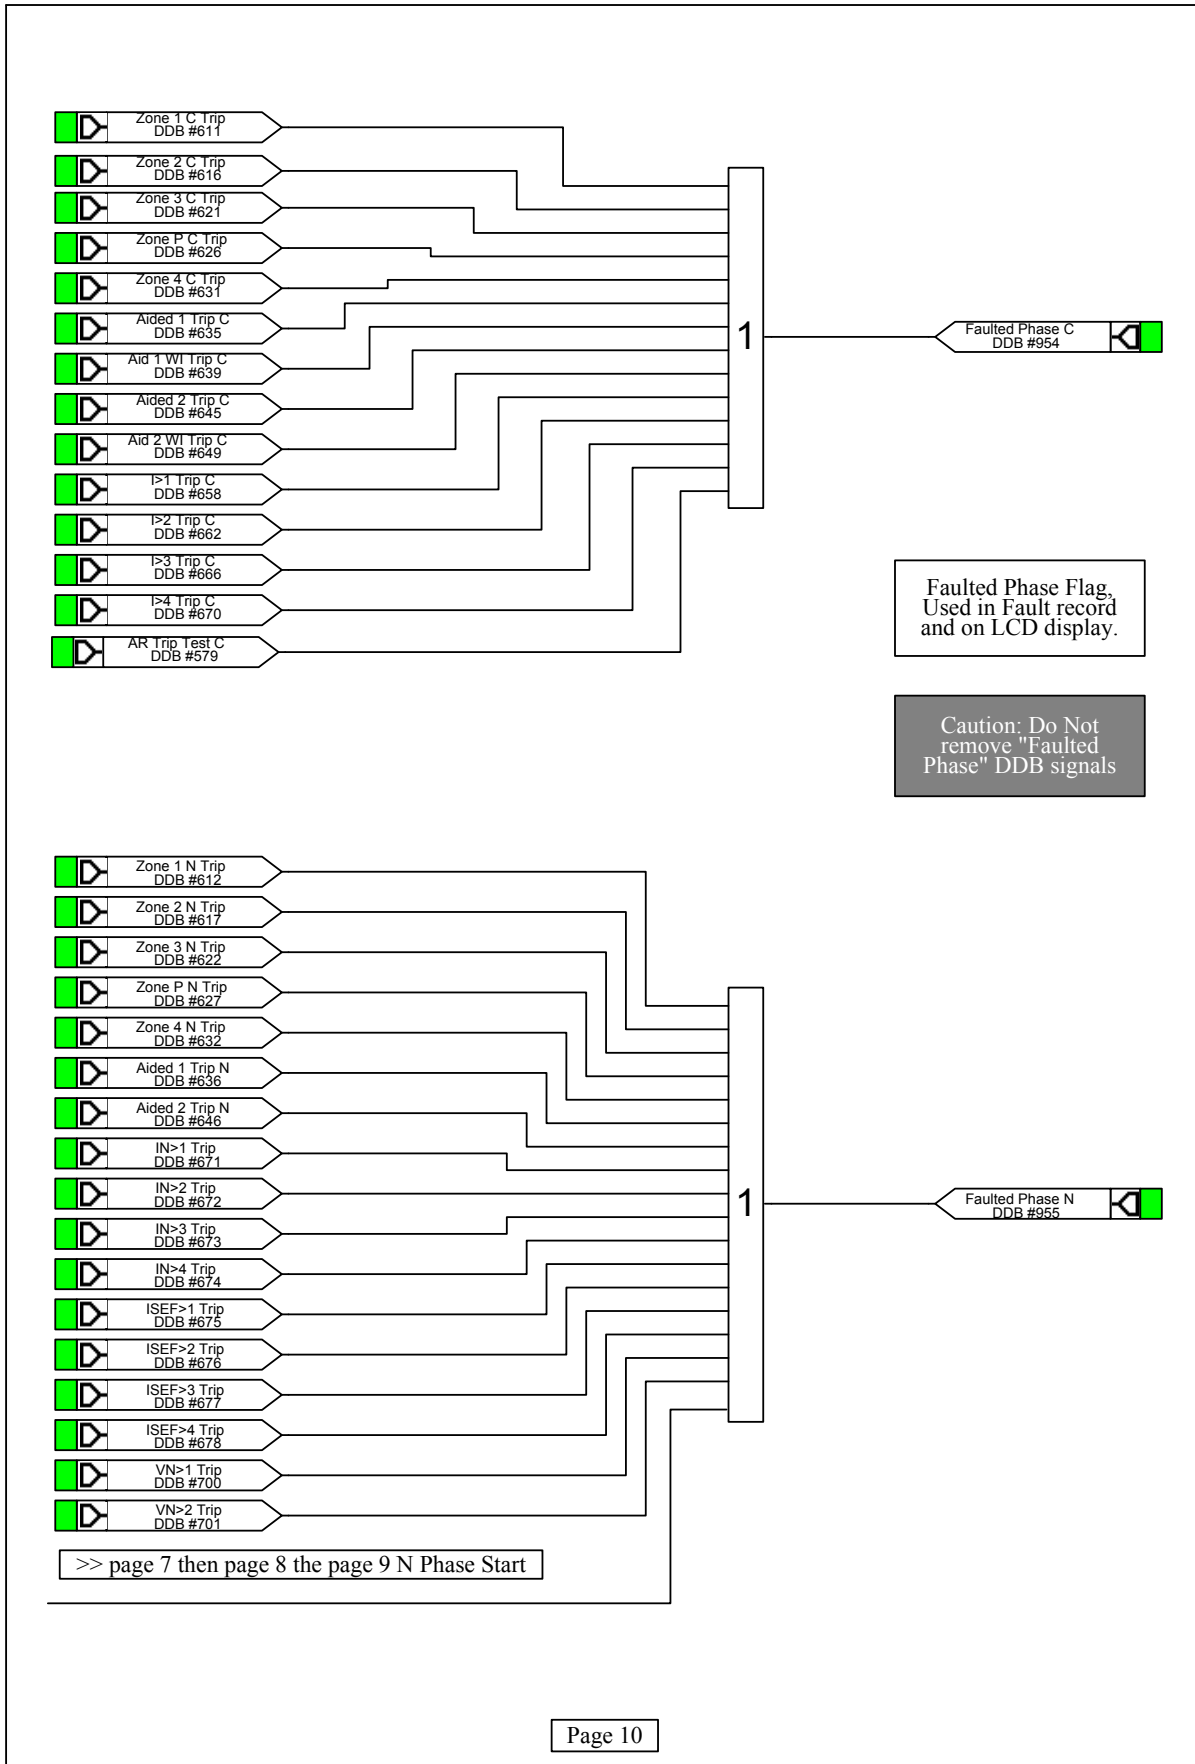 Zone 1 C Trip
DDB #611
Zone 2 C Trip
DDB #616
Zone 3 C Trip
DDB #621
Zone P C Trip
DDB #626
Zone 4 C Trip
DDB #631
Aided 1 Trip C
DDB #635
Aid 1 WI Trip C
DDB #639
Aided 2 Trip C
DDB #645
Aid 2 WI Trip C
DDB #649
I>1 Trip C
DDB #658
I>2 Trip C
DDB #662
I>3 Trip C
DDB #666
I>4 Trip C
DDB #670
AR Trip Test C
DDB #579
1
Faulted Phase C
DDB #954
Faulted Phase Flag,
Used in Fault record
and on LCD display.
Caution: Do Not
remove "Faulted
Phase" DDB signals
Zone 1 N Trip
DDB #612
Zone 2 N Trip
DDB #617
Zone 3 N Trip
DDB #622
Zone P N Trip
DDB #627
Zone 4 N Trip
DDB #632
Aided 1 Trip N
DDB #636
Aided 2 Trip N
DDB #646
IN>1 Trip
DDB #671
IN>2 Trip
DDB #672
IN>3 Trip
DDB #673
IN>4 Trip
DDB #674
ISEF>1 Trip
DDB #675
ISEF>2 Trip
DDB #676
ISEF>3 Trip
DDB #677
ISEF>4 Trip
DDB #678
VN>1 Trip
DDB #700
VN>2 Trip
DDB #701
1
Faulted Phase N
DDB #955
>> page 7 then page 8 the page 9 N Phase Start
Page 10